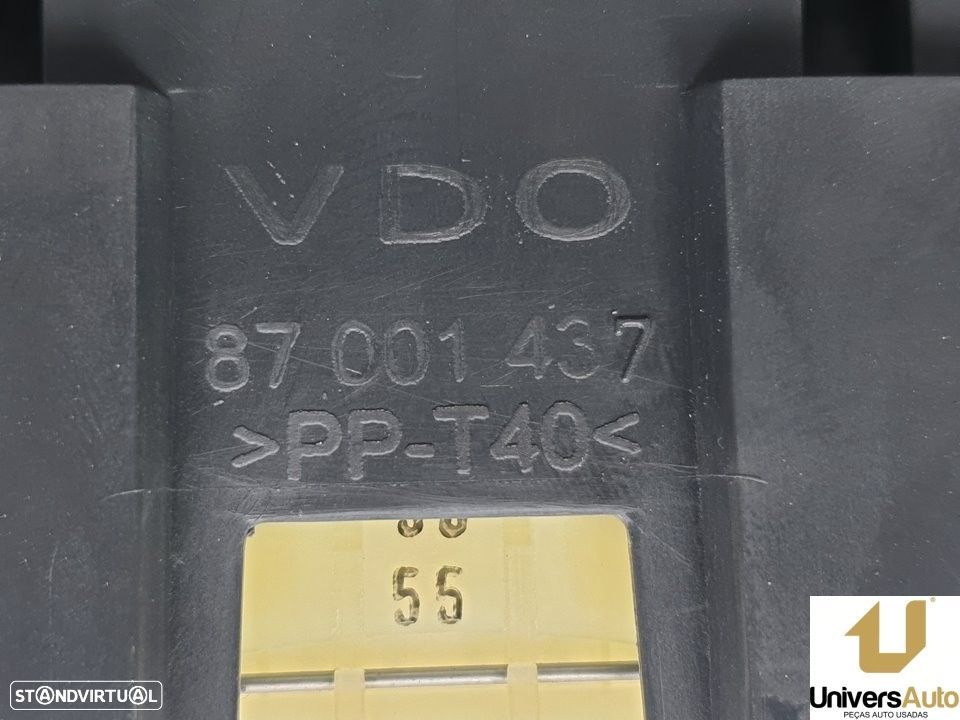 VDO
87 001 437
>PP-T40<
55
STANDVIRTUAL
UniversAuto
PEÇAS AUTO USADAS